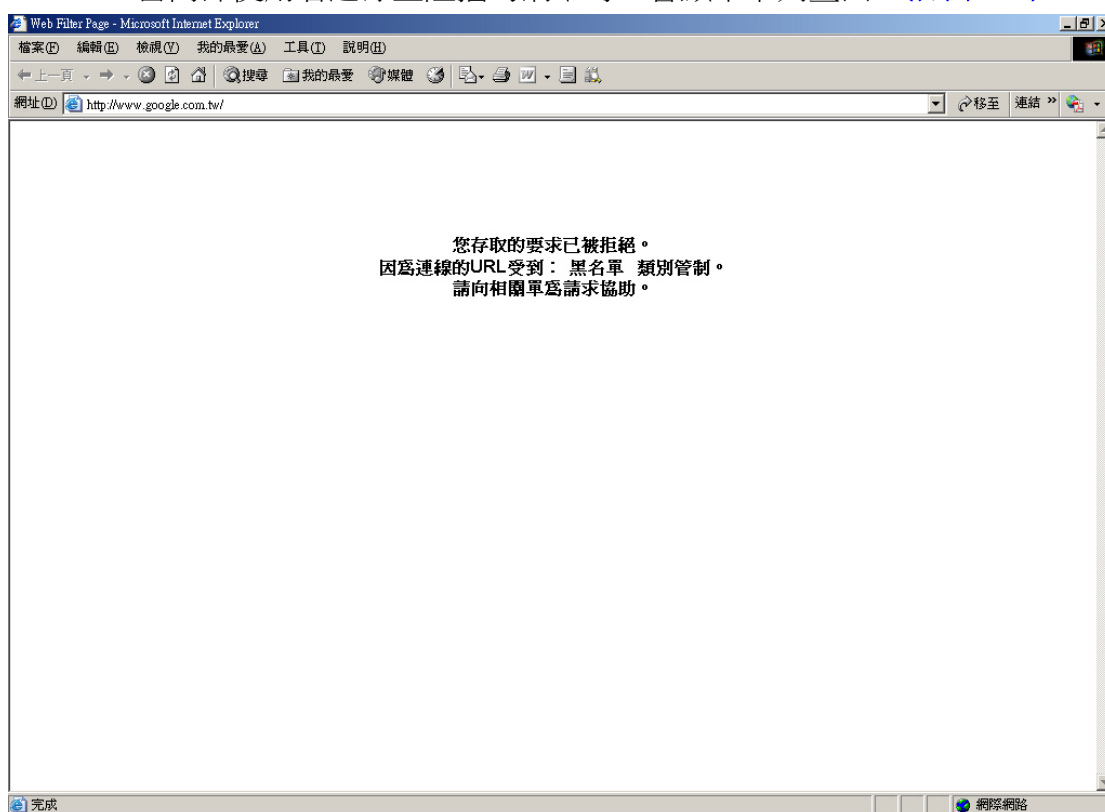 Web Filter Page - Microsoft Internet Explorer
檔案(F) 編輯(E) 檢視(V) 我的最愛(A) 工具(T) 說明(H)
上一頁 搜尋 我的最愛 媒體
網址(D) http://www.google.com.tw/ 移至 連結 »
您存取的要求已被拒絕。
因為連線的URL受到： 黑名單 類別管制。
請向相關單為請求協助。
完成 網際網路